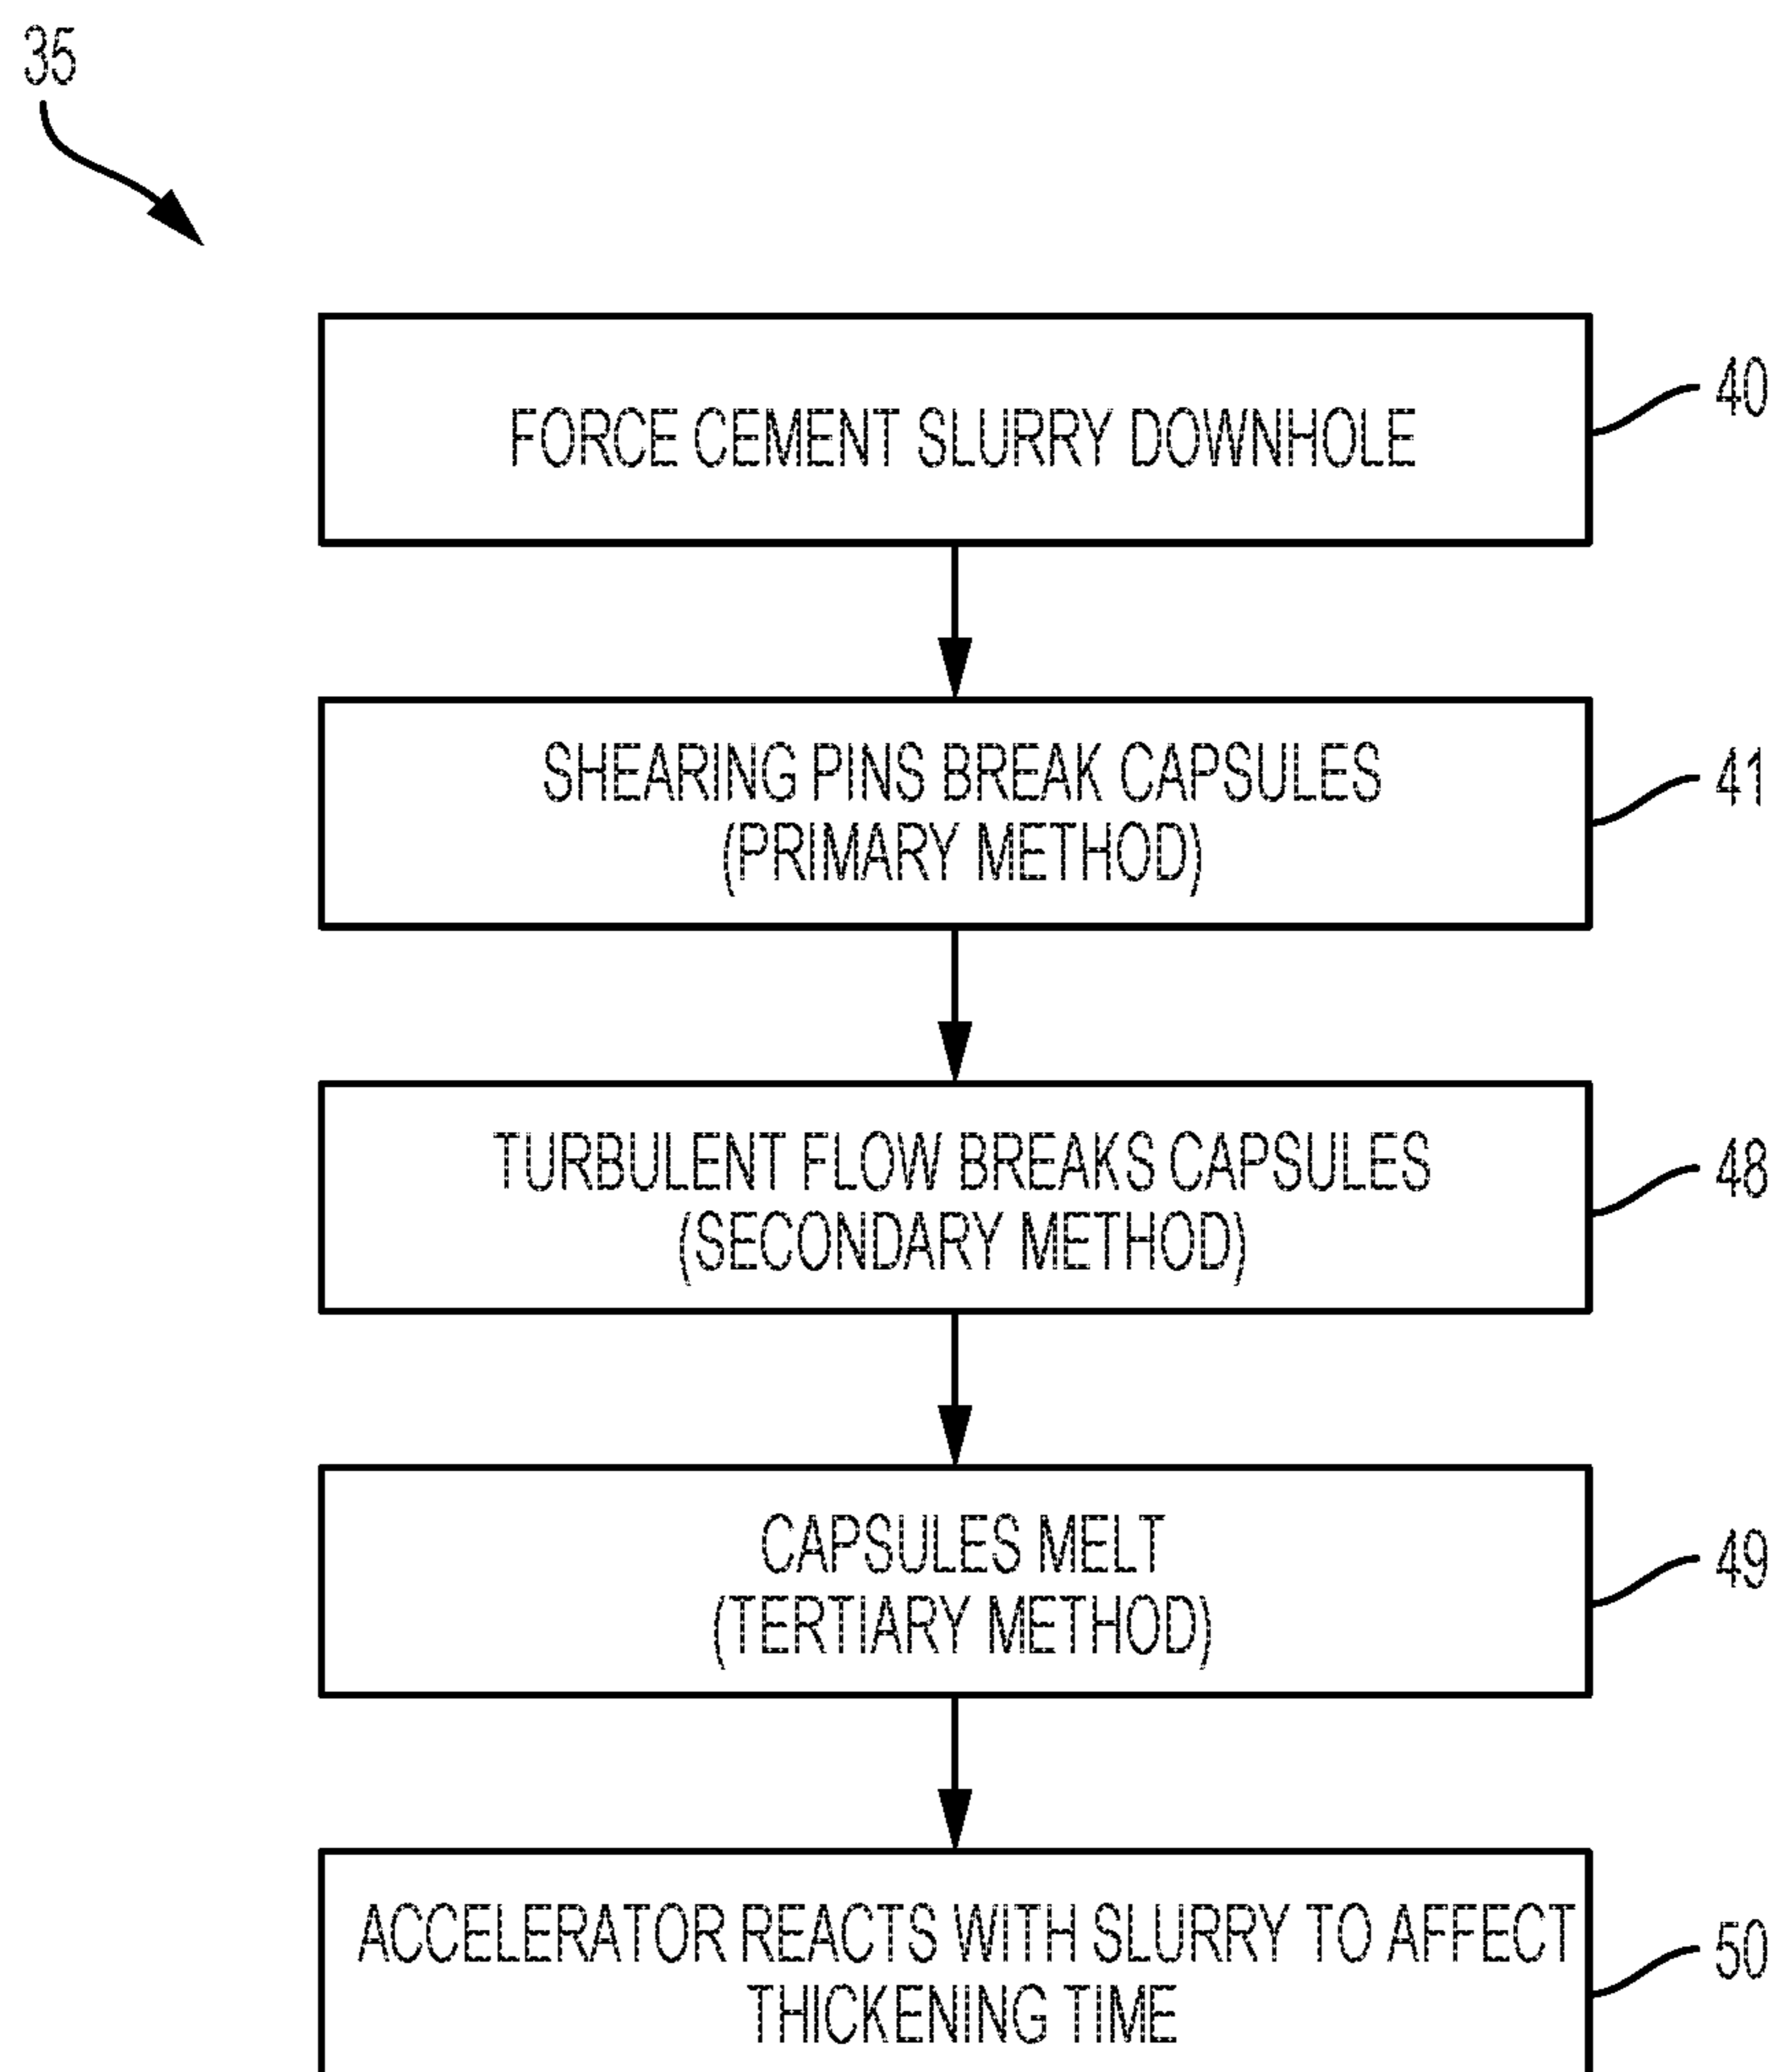 35
FORCE CEMENT SLURRY DOWNHOLE
40
SHEARING PINS BREAK CAPSULES
(PRIMARY METHOD)
41
TURBULENT FLOW BREAKS CAPSULES
(SECONDARY METHOD)
48
CAPSULES MELT
(TERTIARY METHOD)
49
ACCELERATOR REACTS WITH SLURRY TO AFFECT
THICKENING TIME
50